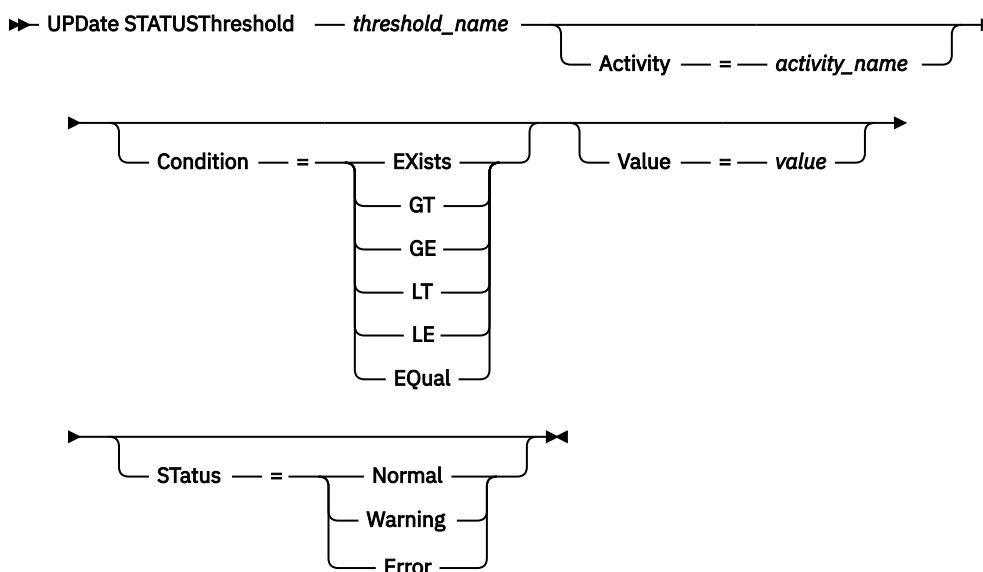 UPDate STATUSThreshold threshold_name
Activity = activity_name
Condition = EXists
GT
GE
LT
LE
EQual
Value = value
STatus = Normal
Warning
Error